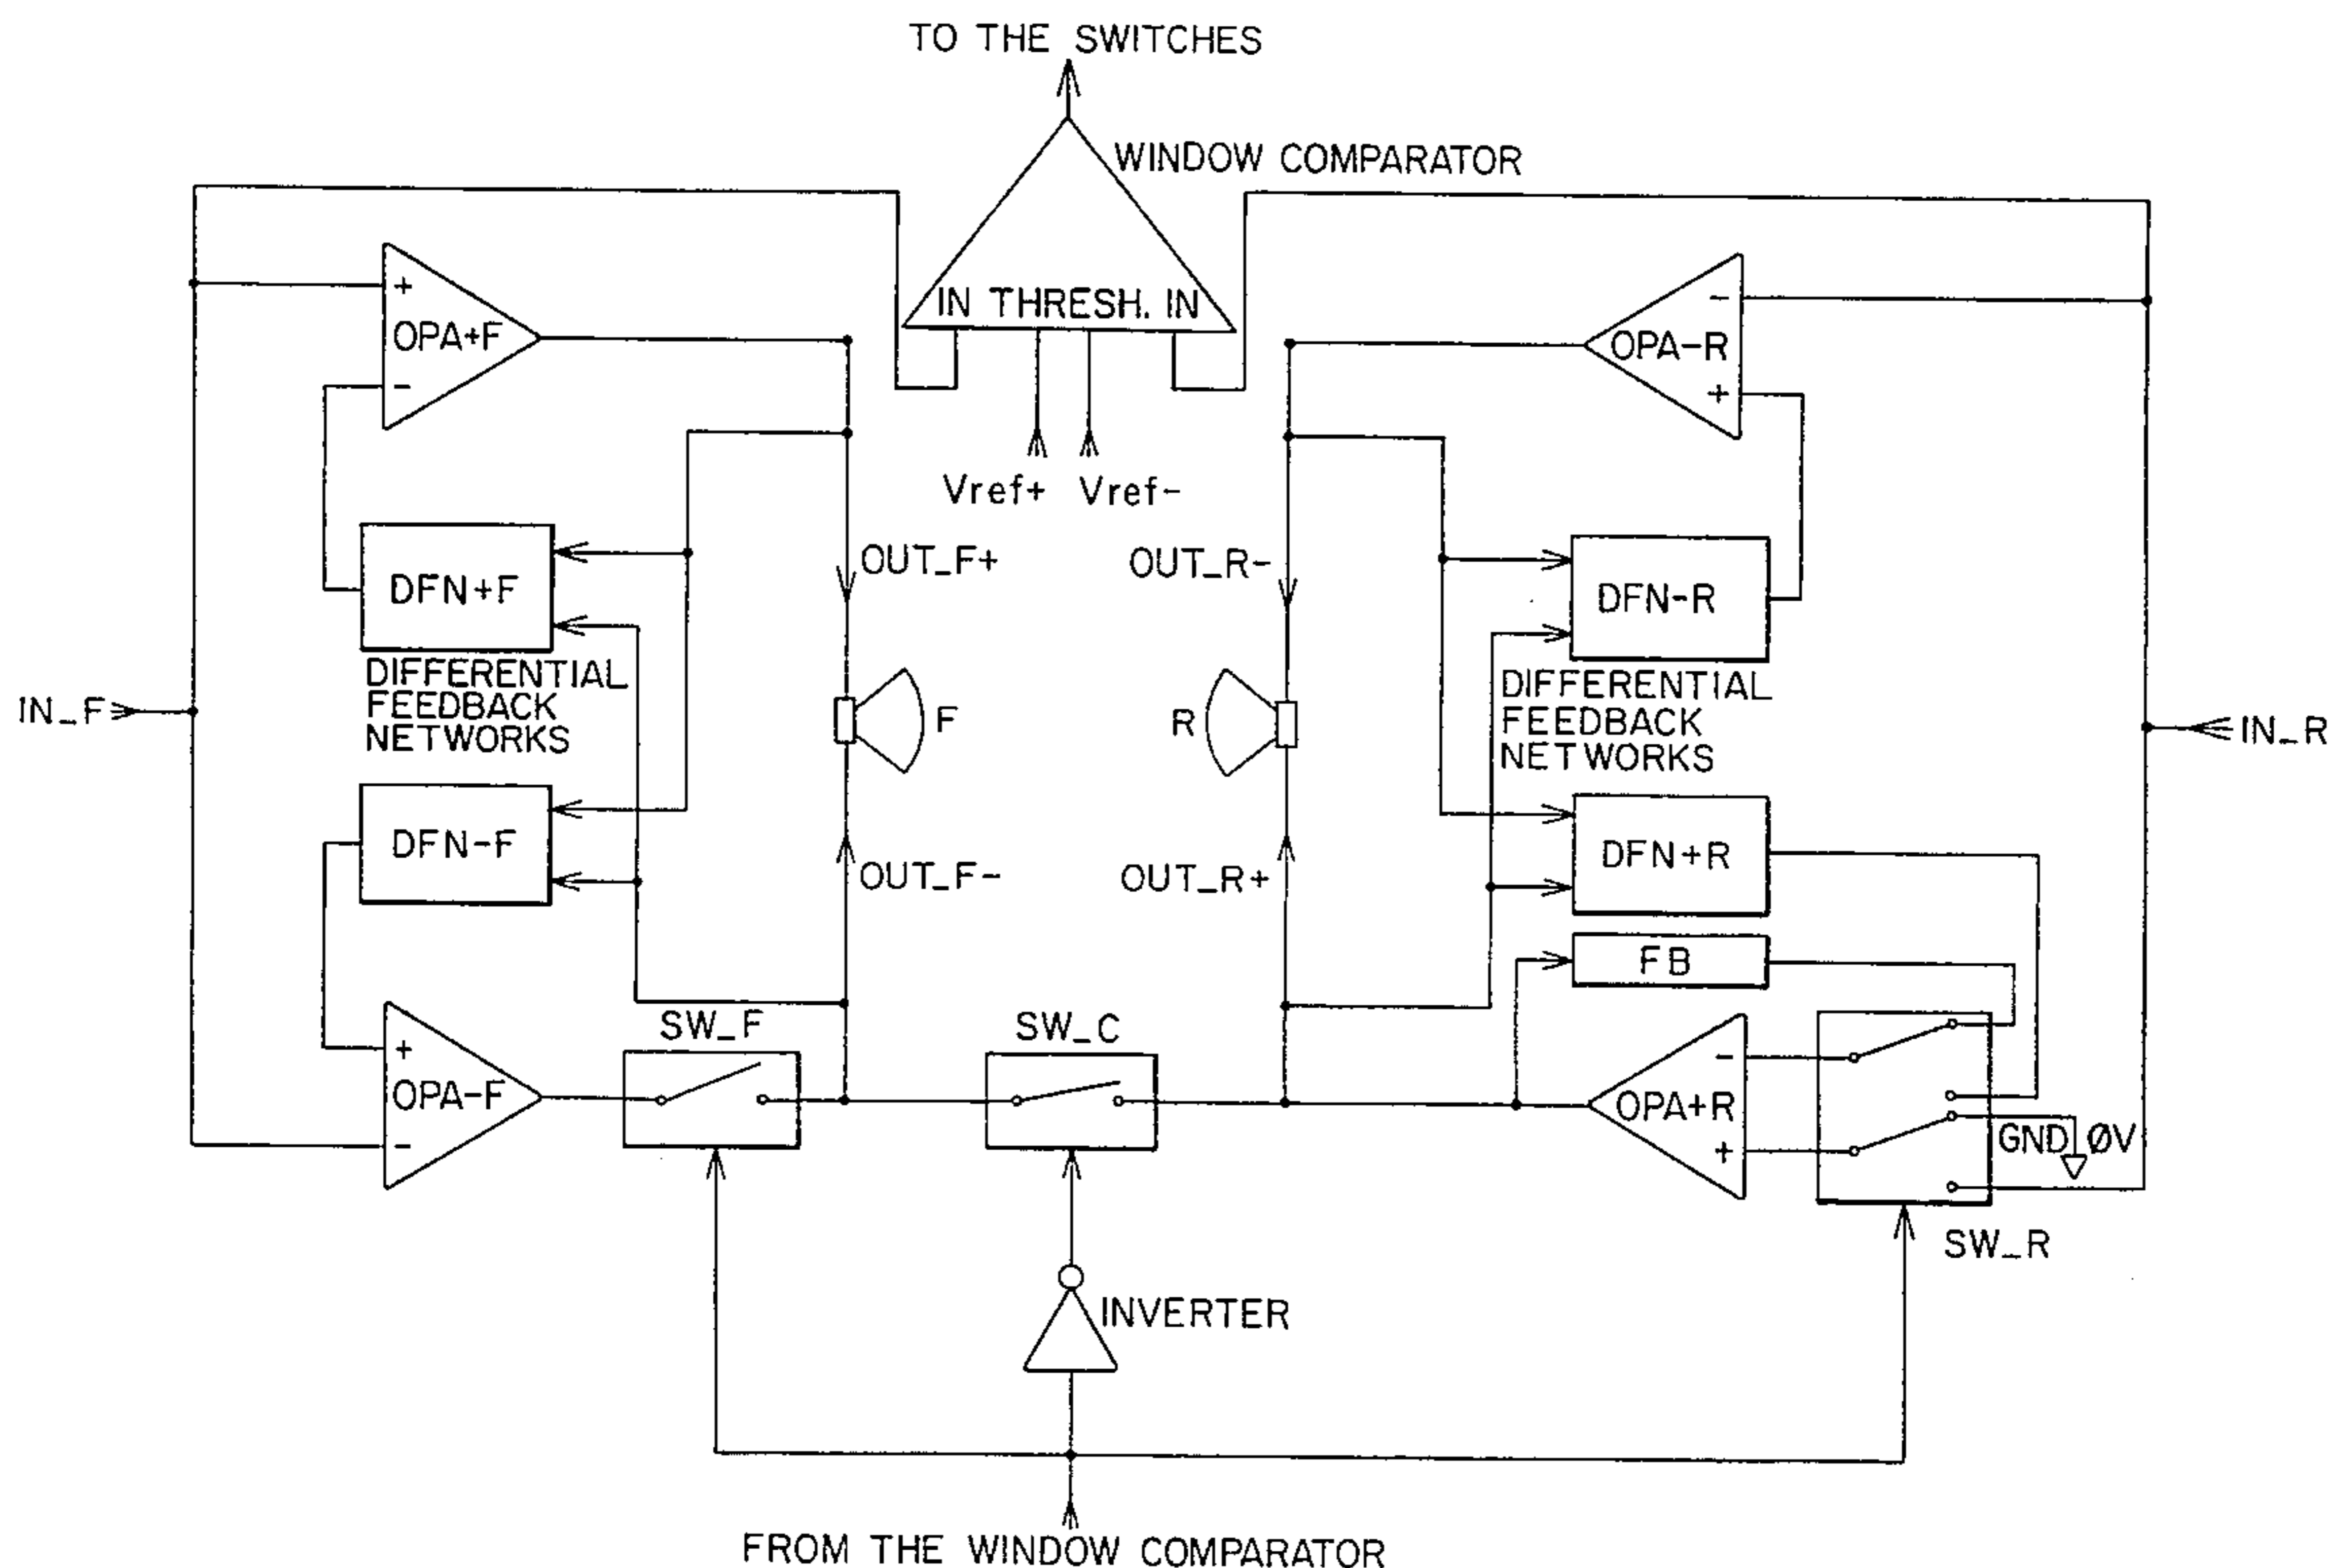 TO THE SWITCHES
WINDOW COMPARATOR
IN THRESH. IN
+
OPA+F
-
-
OPA-R
+
Vref+ Vref-
OUT_F+
OUT_R-
DFN+F
DFN-R
DIFFERENTIAL
FEEDBACK
NETWORKS
DIFFERENTIAL
FEEDBACK
NETWORKS
IN_F
F
R
IN_R
DFN-F
DFN+R
OUT_F-
OUT_R+
FB
SW_F
SW_C
+
OPA-F
-
-
OPA+R
+
GND ØV
SW_R
INVERTER
FROM THE WINDOW COMPARATOR